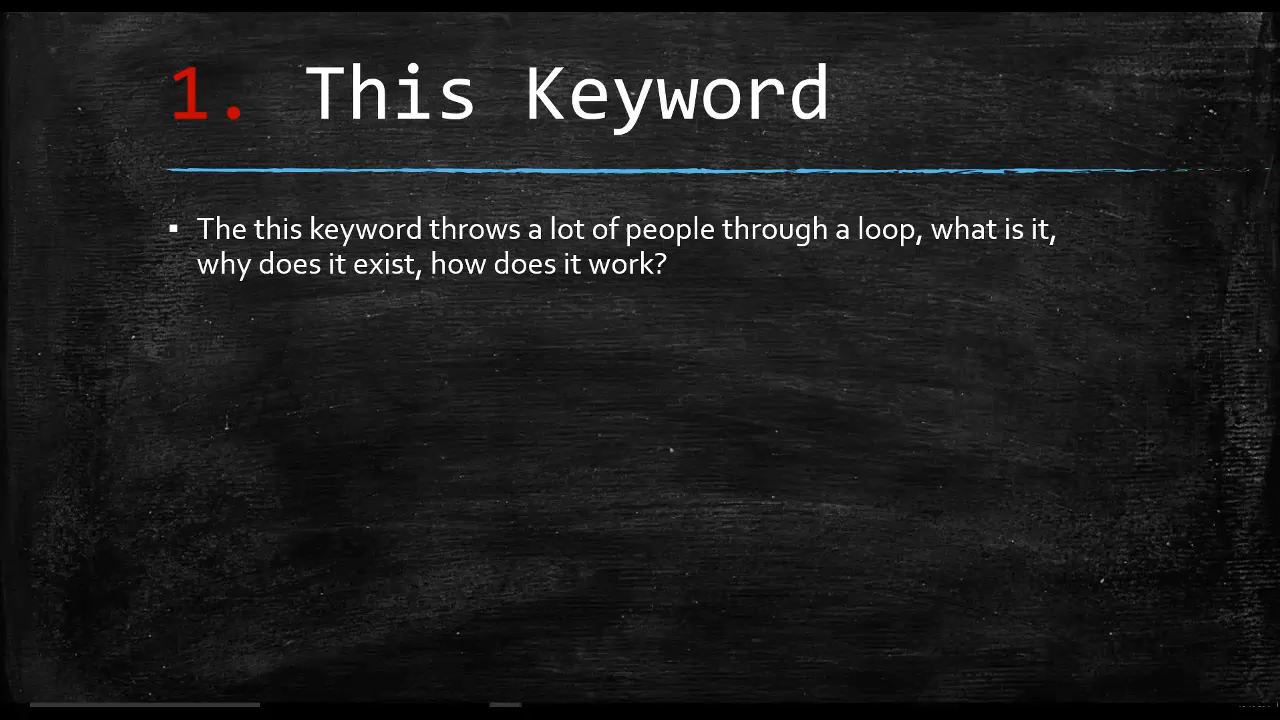 1. This Keyword
▪ The this keyword throws a lot of people through a loop, what is it,
why does it exist, how does it work?